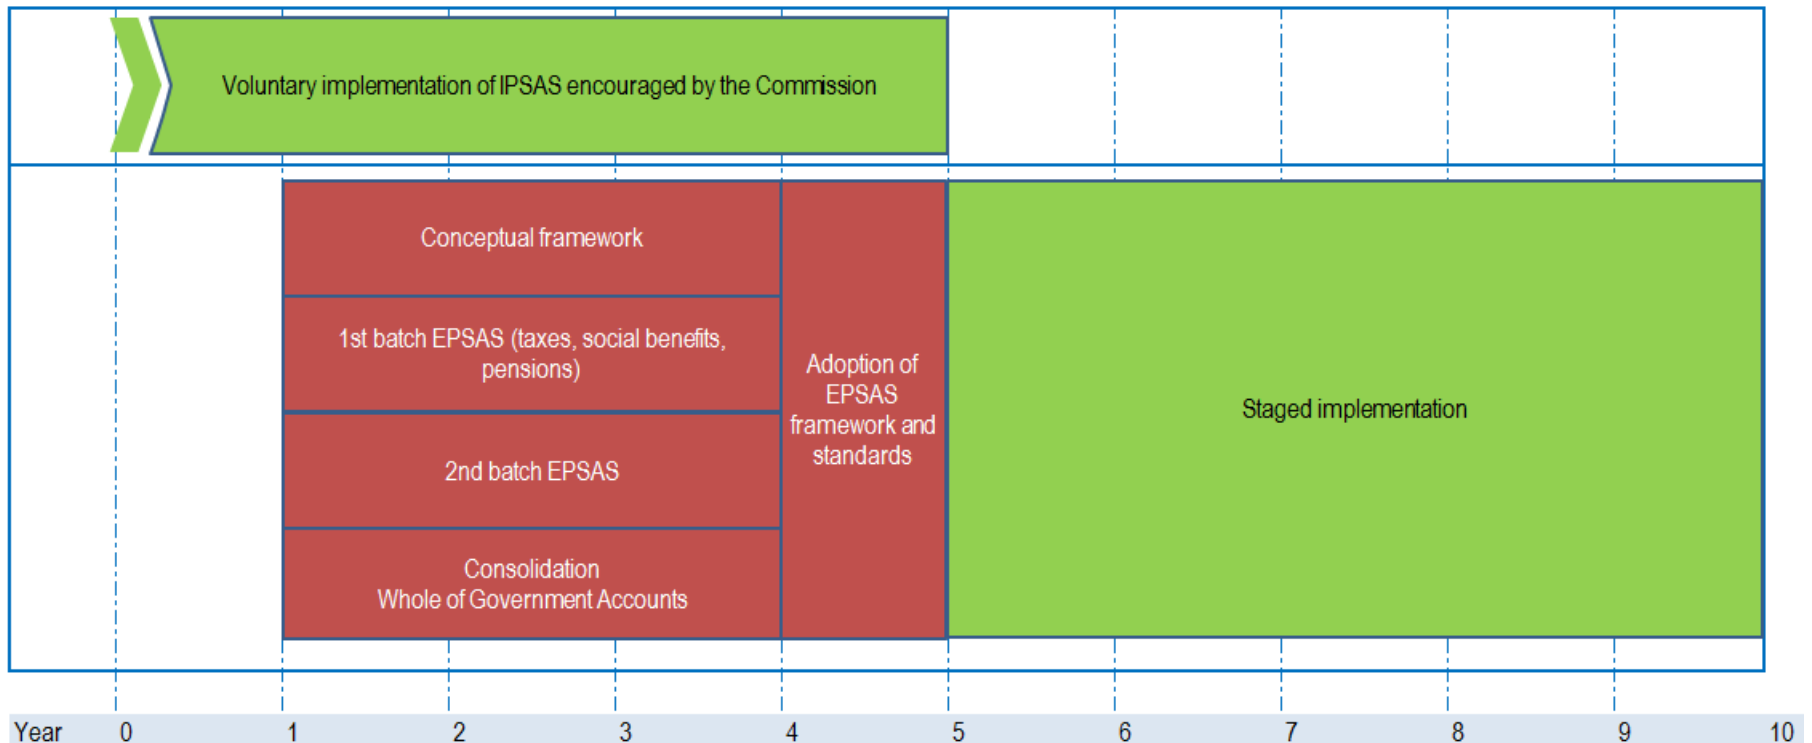 Voluntary implementation of IPSAS encouraged by the Commission
Conceptual framework
1st batch EPSAS (taxes, social benefits,
pensions)
2nd batch EPSAS
Consolidation
Whole of Government Accounts
Adoption of
EPSAS
framework and
standards
Staged implementation
Year 0 1 2 3 4 5 6 7 8 9 10